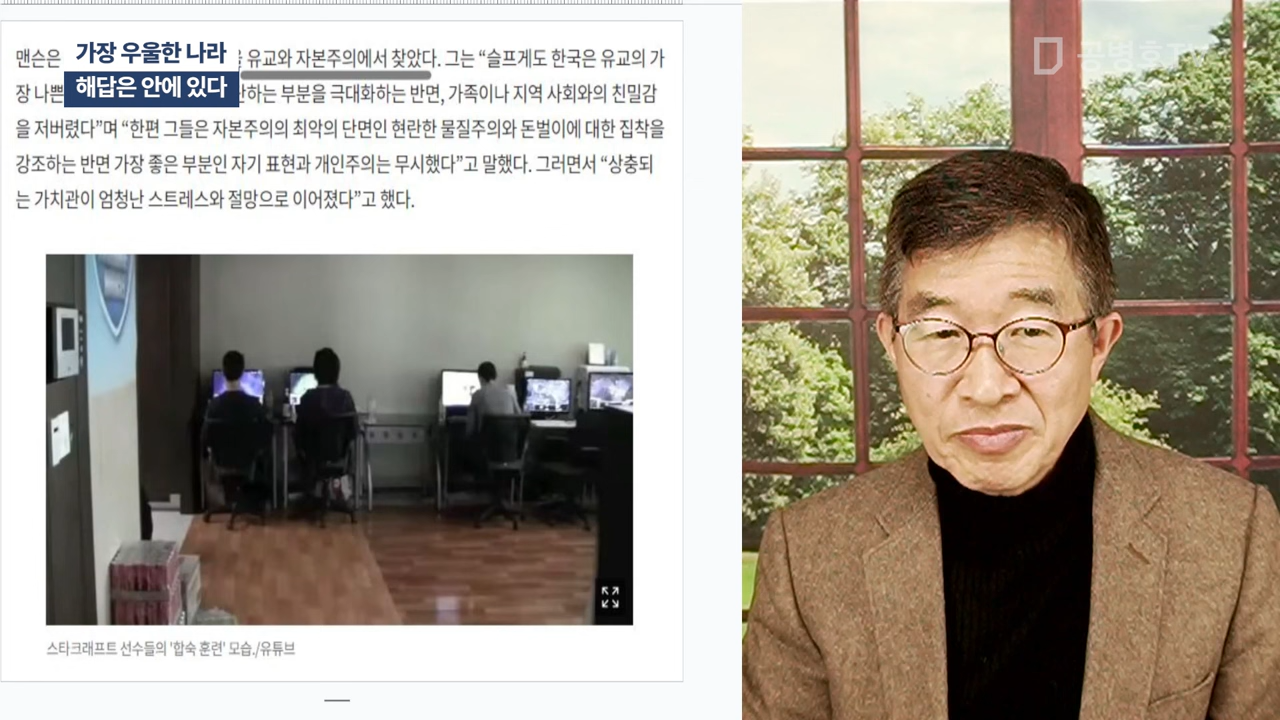 가장 우울한 나라
해답은 안에 있다
맨슨은 유교와 자본주의에서 찾았다. 그는 “슬프게도 한국은 유교의 가
장 나쁜 하는 부분을 극대화하는 반면, 가족이나 지역 사회와의 친밀감
을 저버렸다”며 “한편 그들은 자본주의의 최악의 단면인 현란한 물질주의와 돈벌이에 대한 집착을
강조하는 반면 가장 좋은 부분인 자기 표현과 개인주의는 무시했다”고 말했다. 그러면서 “상충되
는 가치관이 엄청난 스트레스와 절망으로 이어졌다”고 했다.
스타크래프트 선수들의 '합숙 훈련' 모습./유튜브
공병호TV